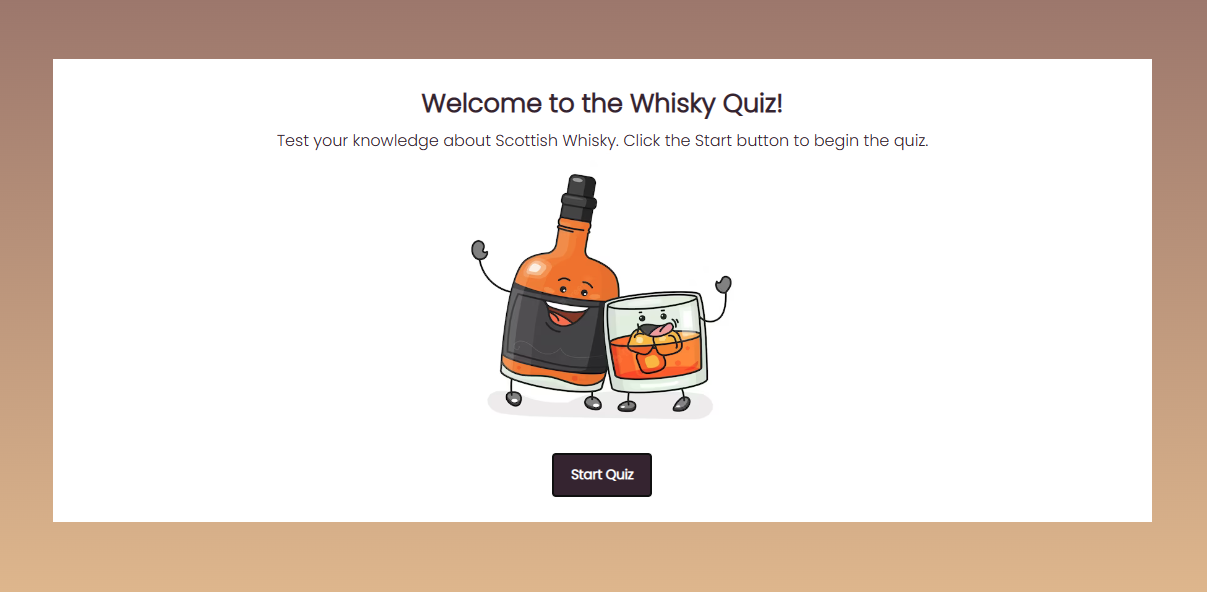 Welcome to the Whisky Quiz!
Test your knowledge about Scottish Whisky. Click the Start button to begin the quiz.
Start Quiz